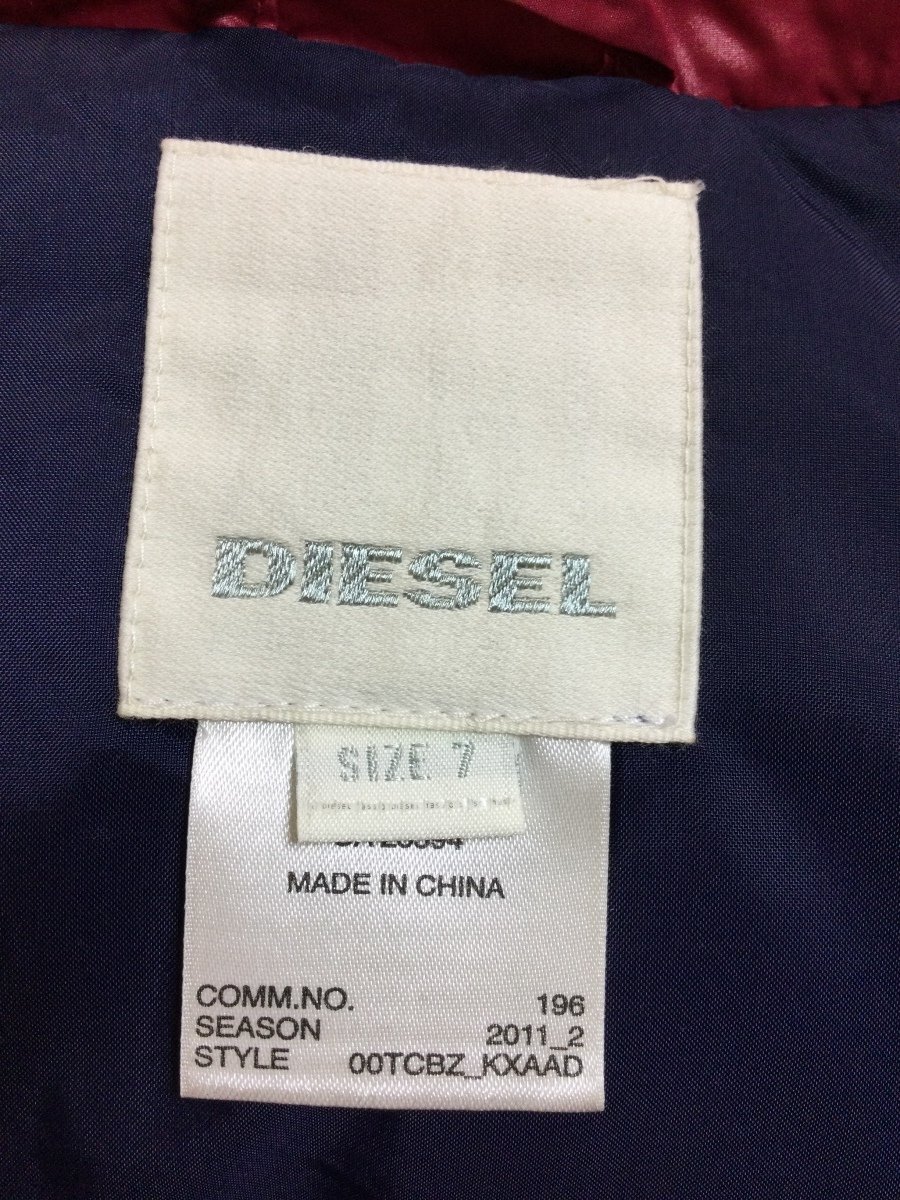 DIESEL
SIZE 7
MADE IN CHINA
COMM.NO. 196
SEASON 2011_2
STYLE 00TCBZ_KXAAD